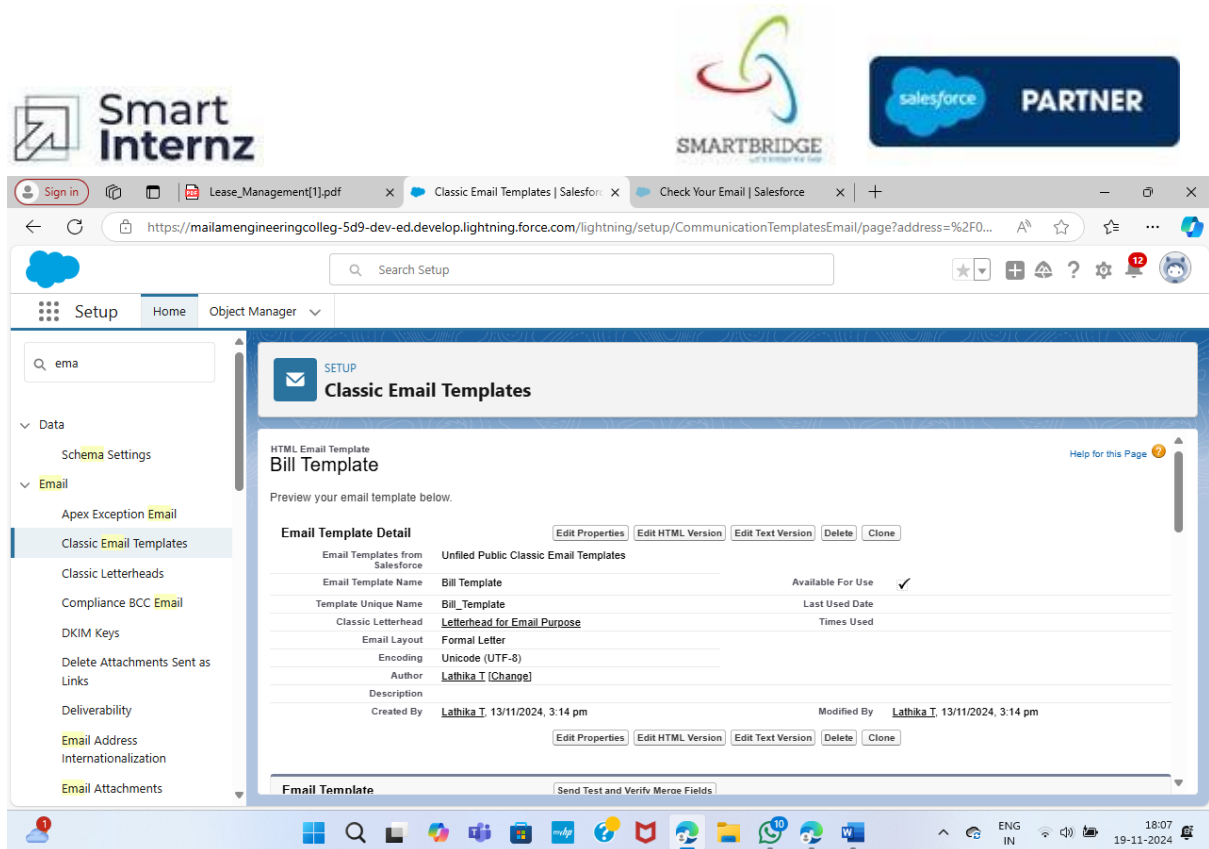 Smart
Internz
SMARTBRIDGE
salesforce PARTNER
Sign in Lease_Management[1].pdf Classic Email Templates | Salesforc Check Your Email | Salesforce
https://mailamengineeringcolleg-5d9-dev-ed.develop.lightning.force.com/lightning/setup/CommunicationTemplatesEmail/page?address=%2F0...
Search Setup
12
Setup Home Object Manager
ema
SETUP
Classic Email Templates
Data
Schema Settings
Email
Apex Exception Email
Classic Email Templates
Classic Letterheads
Compliance BCC Email
DKIM Keys
Delete Attachments Sent as
Links
Deliverability
Email Address
Internationalization
Email Attachments
HTML Email Template
Bill Template
Help for this Page
Preview your email template below.
Email Template Detail Edit Properties Edit HTML Version Edit Text Version Delete Clone
Email Templates from
Salesforce Unfiled Public Classic Email Templates
Email Template Name Bill Template Available For Use
Template Unique Name Bill_Template Last Used Date
Classic Letterhead Letterhead for Email Purpose Times Used
Email Layout Formal Letter
Encoding Unicode (UTF-8)
Author Lathika T [Change]
Description
Created By Lathika T, 13/11/2024, 3:14 pm Modified By Lathika T, 13/11/2024, 3:14 pm
Edit Properties Edit HTML Version Edit Text Version Delete Clone
Email Template Send Test and Verify Merge Fields
1
myhp
10
ENG
IN
18:07
19-11-2024